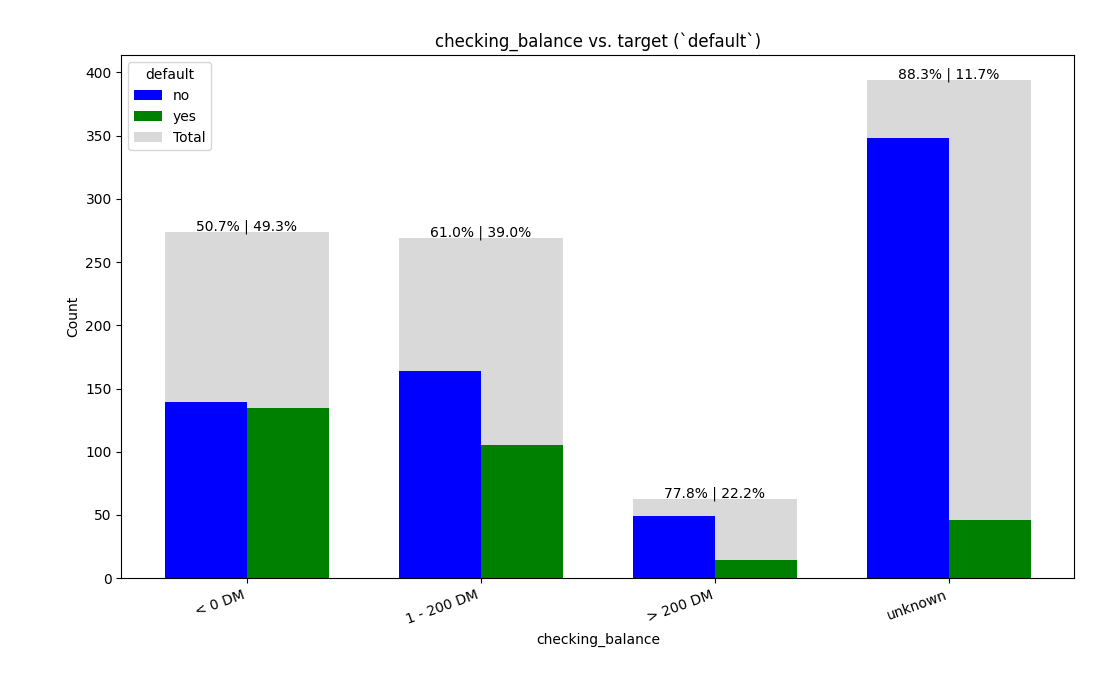 checking_balance vs. target (`default`)
default
no
yes
Total
400
350
300
250
200
150
100
50
0
Count
50.7% | 49.3%
61.0% | 39.0%
77.8% | 22.2%
88.3% | 11.7%
< 0 DM
1 - 200 DM
> 200 DM
unknown
checking_balance